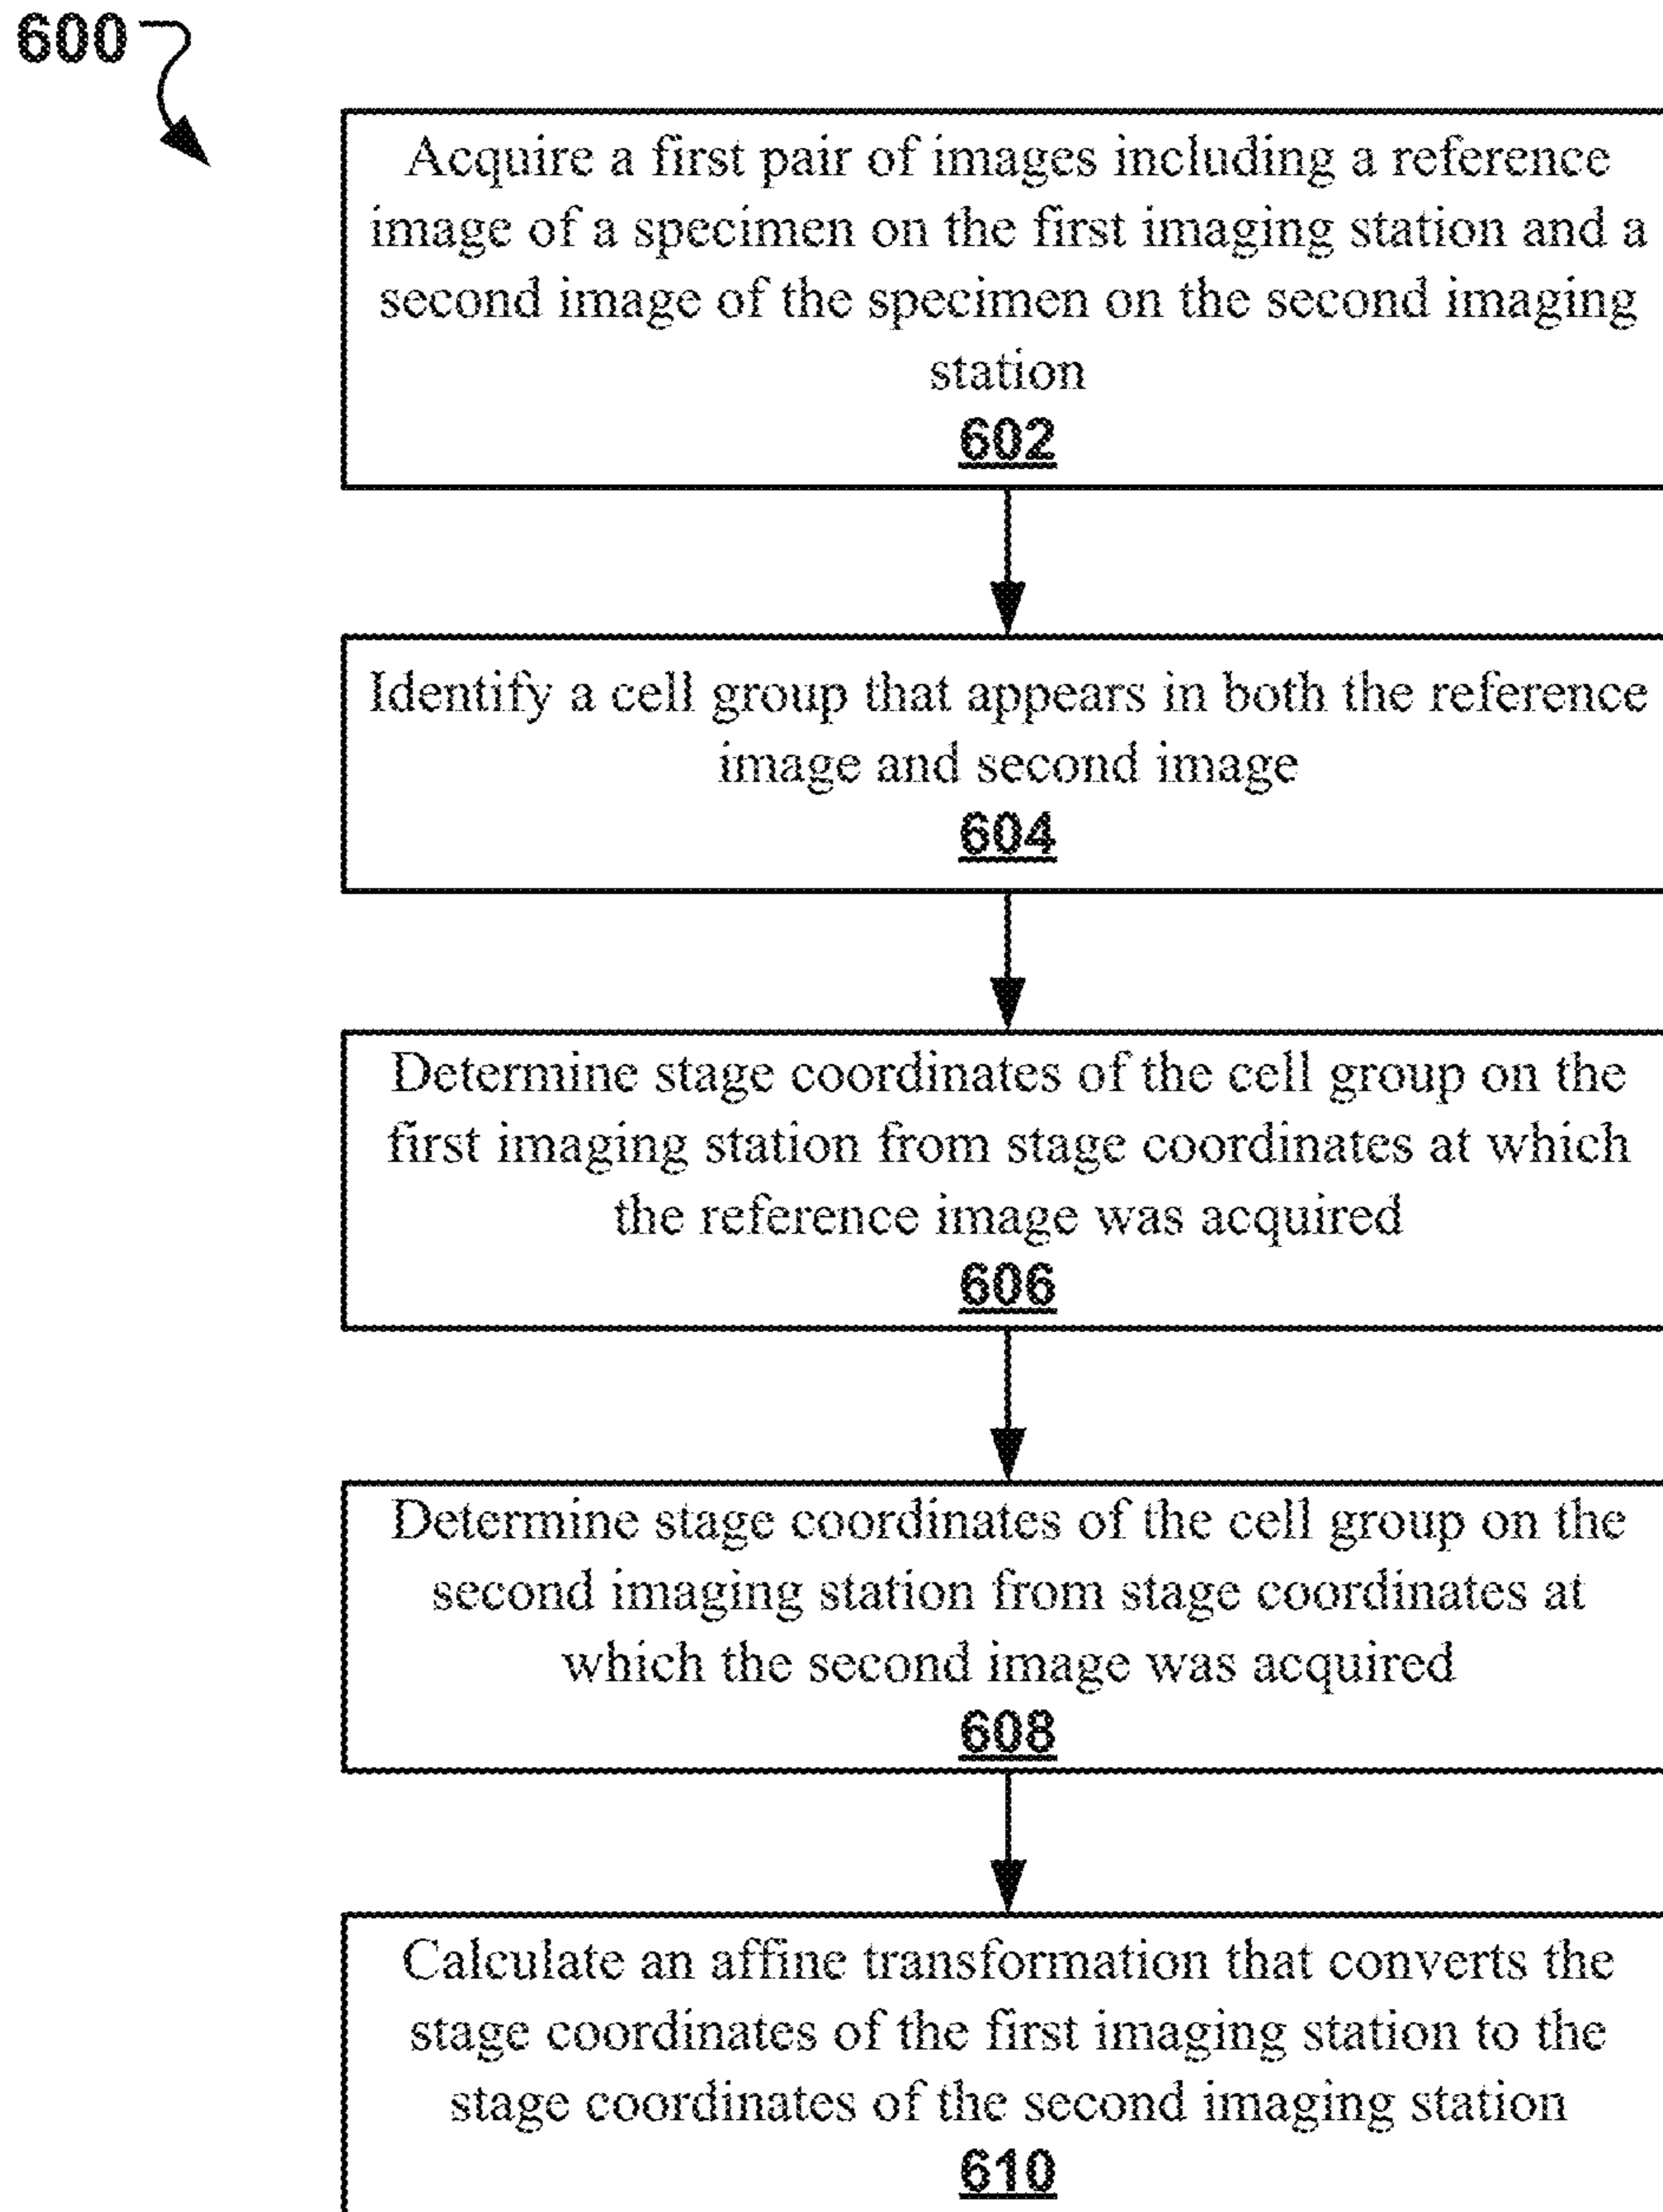 600
Acquire a first pair of images including a reference
image of a specimen on the first imaging station and a
second image of the specimen on the second imaging
station
602
Identify a cell group that appears in both the reference
image and second image
604
Determine stage coordinates of the cell group on the
first imaging station from stage coordinates at which
the reference image was acquired
606
Determine stage coordinates of the cell group on the
second imaging station from stage coordinates at
which the second image was acquired
608
Calculate an affine transformation that converts the
stage coordinates of the first imaging station to the
stage coordinates of the second imaging station
610